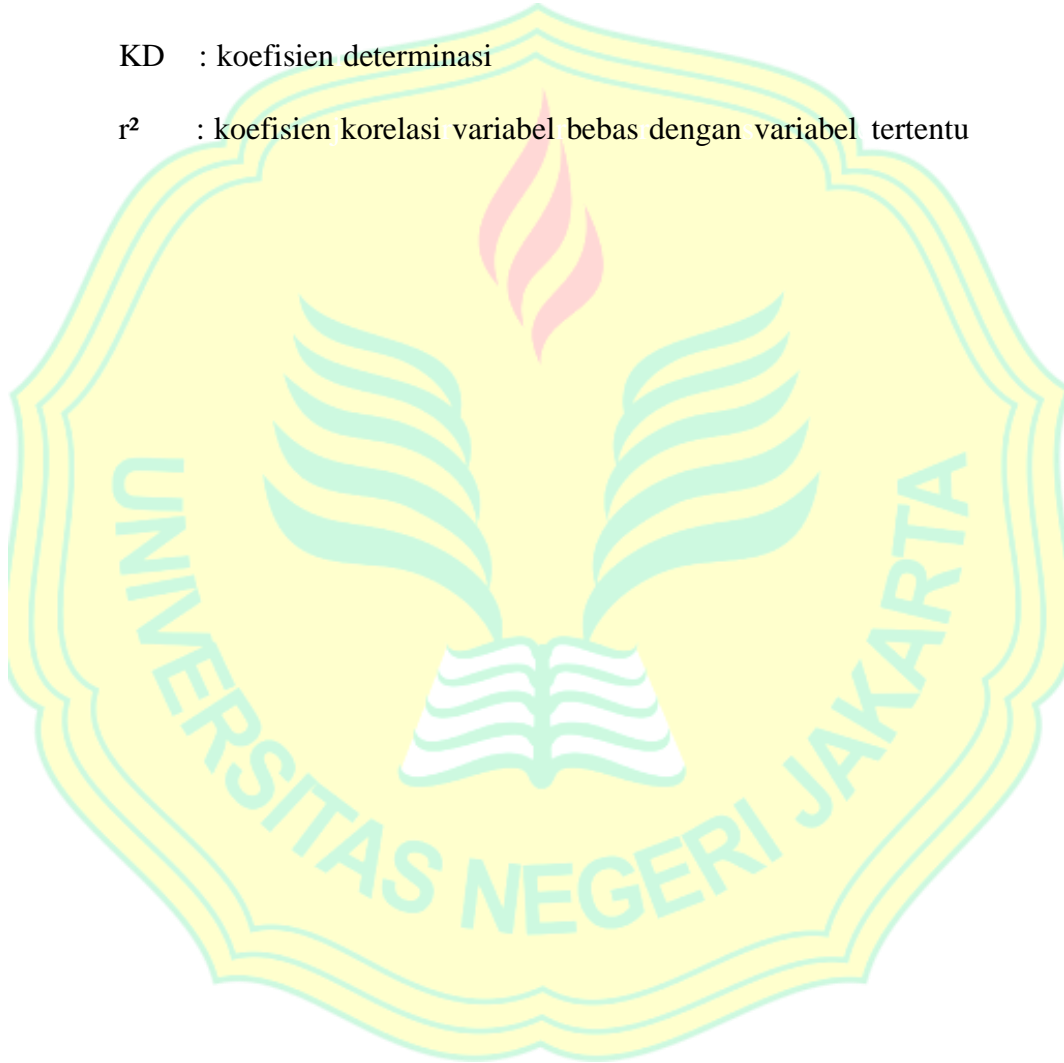 KD : koefisien determinasi
r² : koefisien korelasi variabel bebas dengan variabel tertentu
UNIVERSITAS NEGERI JAKARTA